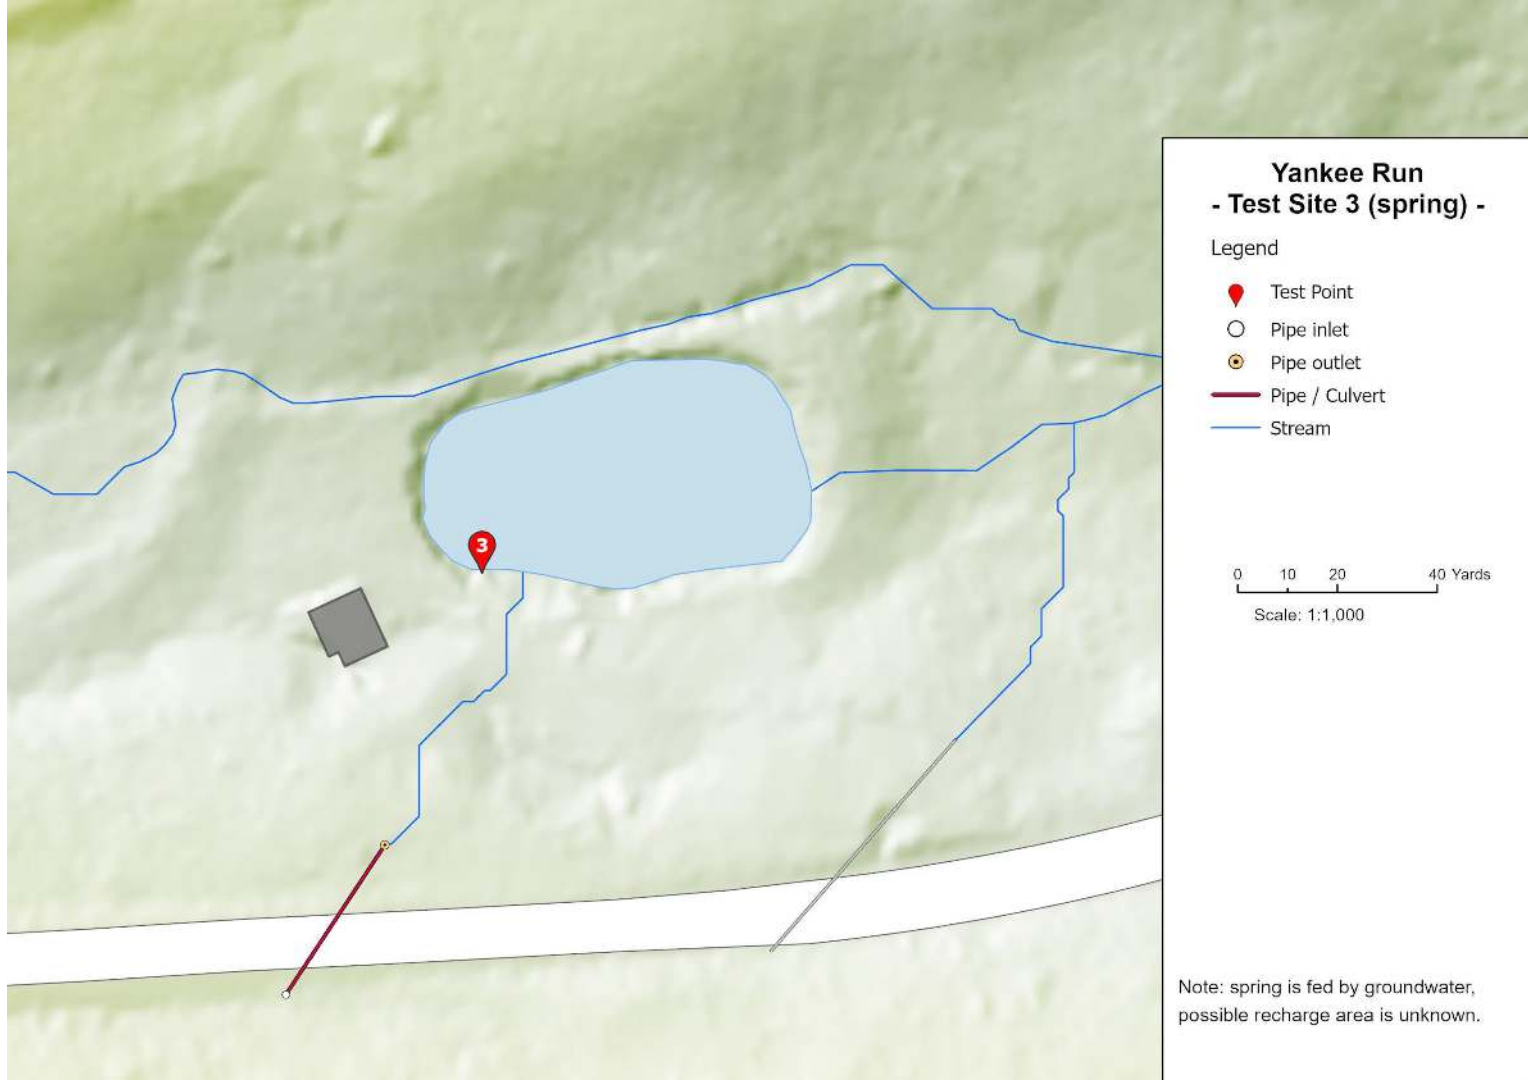 Yankee Run
- Test Site 3 (spring) -
Legend
Test Point
Pipe inlet
Pipe outlet
Pipe / Culvert
Stream
3
0 10 20 40 Yards
Scale: 1:1,000
Note: spring is fed by groundwater,
possible recharge area is unknown.